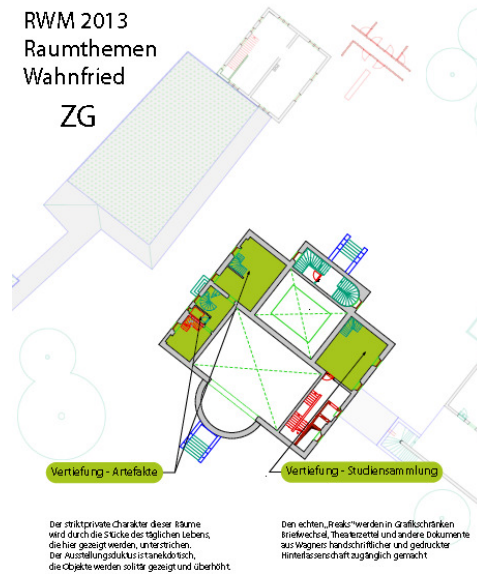 RWM 2013
Raumthemen
Wahnfried
ZG
Vertiefung - Artefakte
Vertiefung - Studiensammlung
Der striktprivate Charakter dieser Räume
wird durch die Stücke des täglichen Lebens,
die hier gezeigt werden, unterstrichen.
Der Ausstellungsduktus ist anekdotisch,
die Objekte werden solitär gezeigt und überhöht.
Den echten „Freaks“ werden in Grafikschränken
Briefwechsel, Theaterzettel und andere Dokumente
aus Wagners handschriftlicher und gedruckter
Hinterlassenschaft zugänglich gemacht